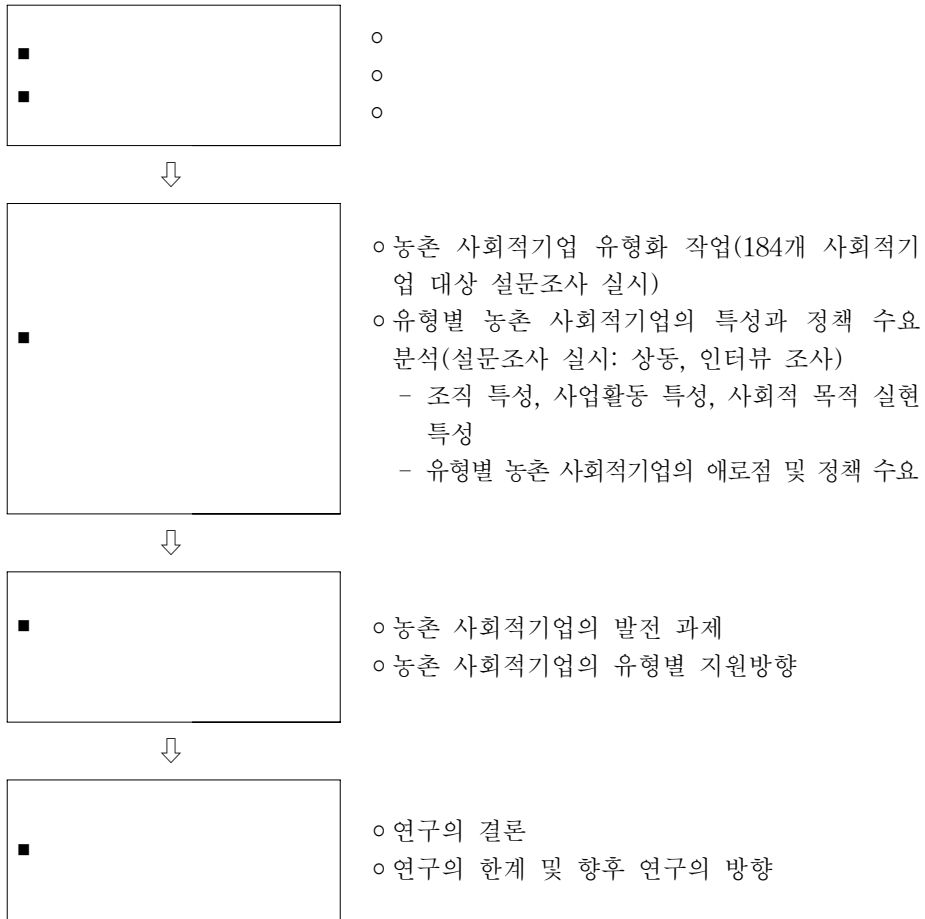 ■
■
○
○
○
⇩
■
○ 농촌 사회적기업 유형화 작업(184개 사회적기
업 대상 설문조사 실시)
○ 유형별 농촌 사회적기업의 특성과 정책 수요
분석(설문조사 실시: 상동, 인터뷰 조사)
- 조직 특성, 사업활동 특성, 사회적 목적 실현
특성
- 유형별 농촌 사회적기업의 애로점 및 정책 수요
⇩
■
○ 농촌 사회적기업의 발전 과제
○ 농촌 사회적기업의 유형별 지원방향
⇩
■
○ 연구의 결론
○ 연구의 한계 및 향후 연구의 방향